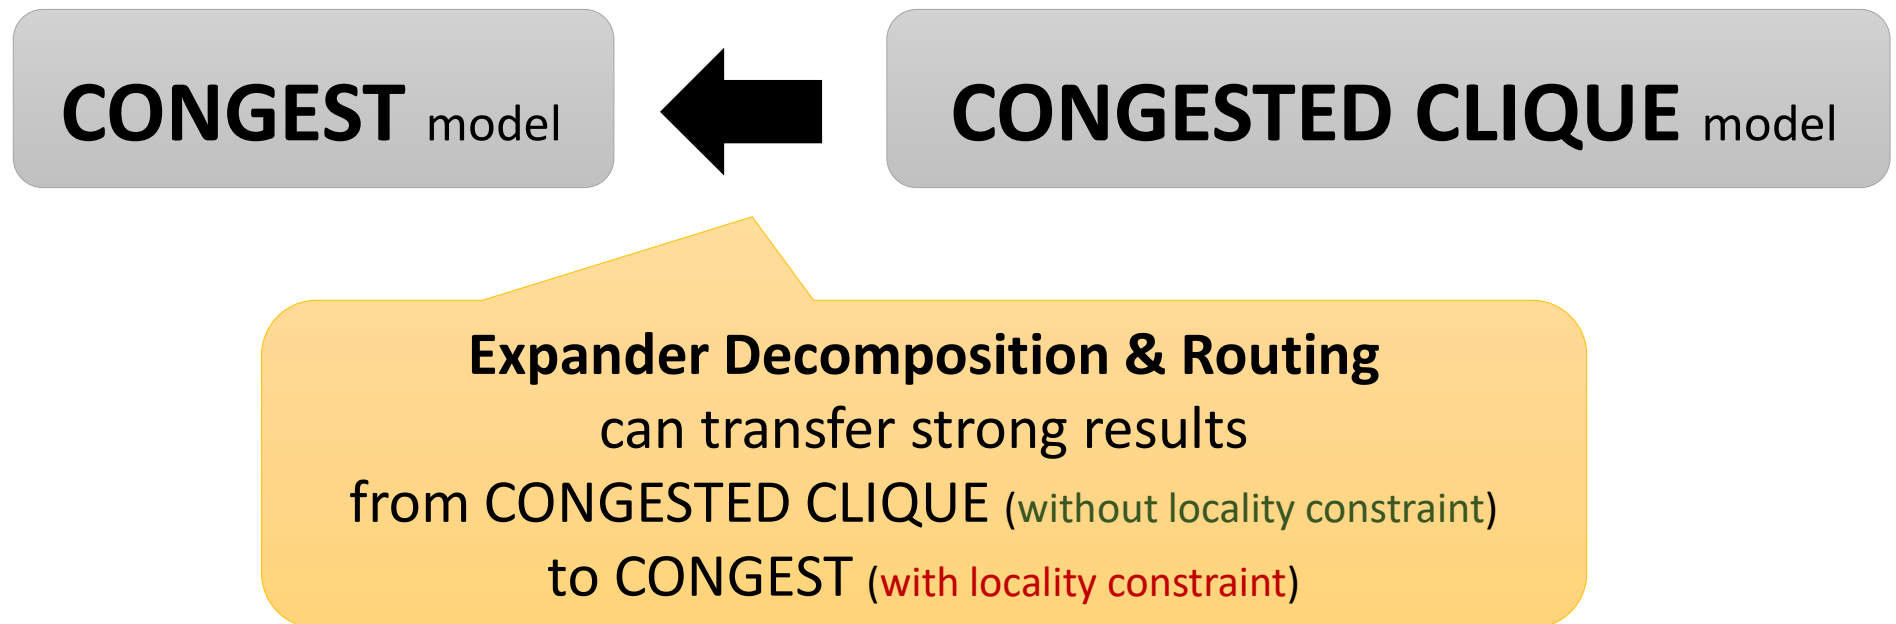 CONGEST model
CONGESTED CLIQUE model
Expander Decomposition & Routing
can transfer strong results
from CONGESTED CLIQUE (without locality constraint)
to CONGEST (with locality constraint)